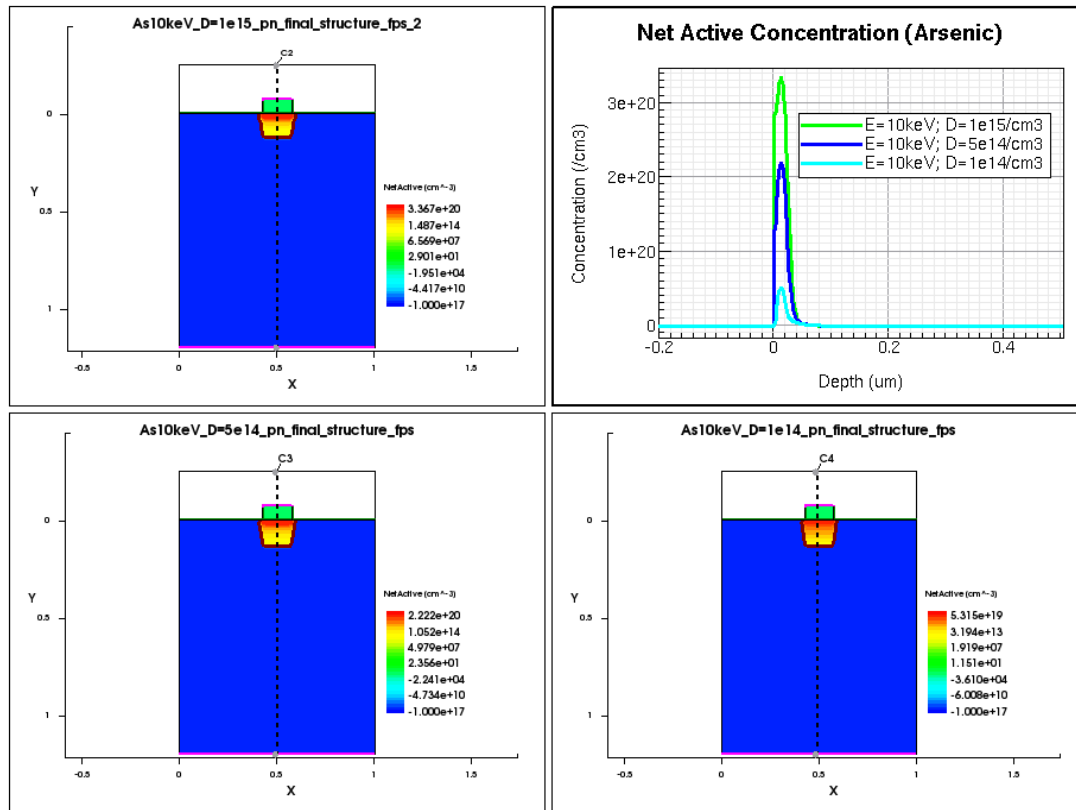 As10keV_D=1e15_pn_final_structure_fps_2
C2
0
Y
0.5
1
-0.5
0
0.5
1
1.5
X
NetActive (cm^-3)
3.367e+20
1.487e+14
6.569e+07
2.901e+01
-1.951e+04
-4.417e+10
-1.000e+17
Net Active Concentration (Arsenic)
Concentration (/cm3)
3e+20
2e+20
1e+20
0
-0.2
0
0.2
0.4
Depth (um)
E=10keV; D=1e15/cm3
E=10keV; D=5e14/cm3
E=10keV; D=1e14/cm3
As10keV_D=5e14_pn_final_structure_fps
C3
0
Y
0.5
1
-0.5
0
0.5
1
1.5
X
NetActive (cm^-3)
2.222e+20
1.052e+14
4.979e+07
2.356e+01
-2.241e+04
-4.734e+10
-1.000e+17
As10keV_D=1e14_pn_final_structure_fps
C4
0
Y
0.5
1
-0.5
0
0.5
1
1.5
X
NetActive (cm^-3)
5.315e+19
3.194e+13
1.919e+07
1.151e+01
-3.610e+04
-6.008e+10
-1.000e+17